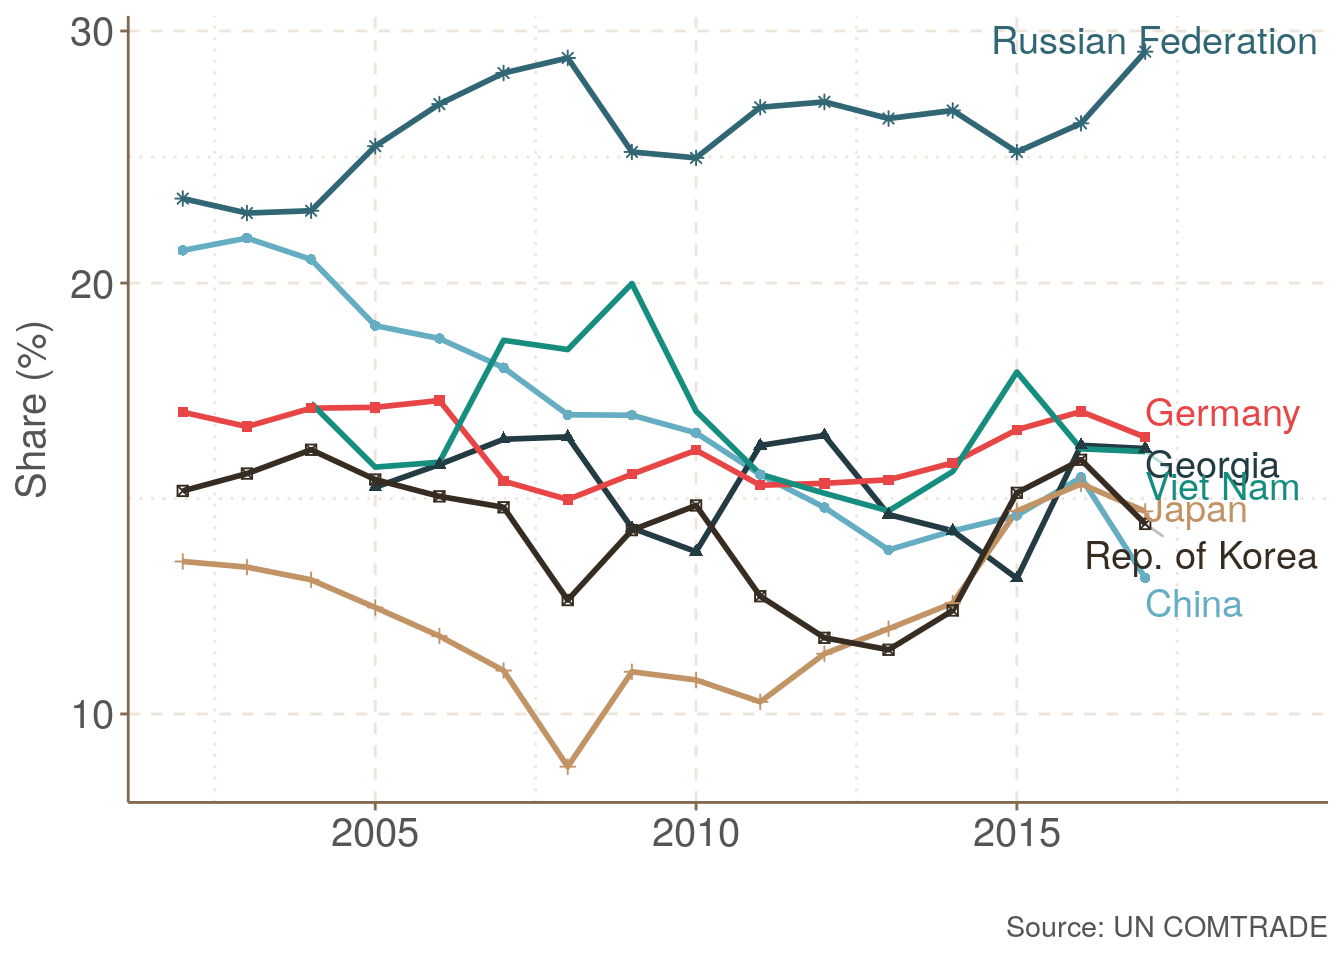 30
Russian Federation
20
Share (%)
Germany
Georgia
Viet Nam
Japan
Rep. of Korea
China
10
2005 2010 2015
Source: UN COMTRADE